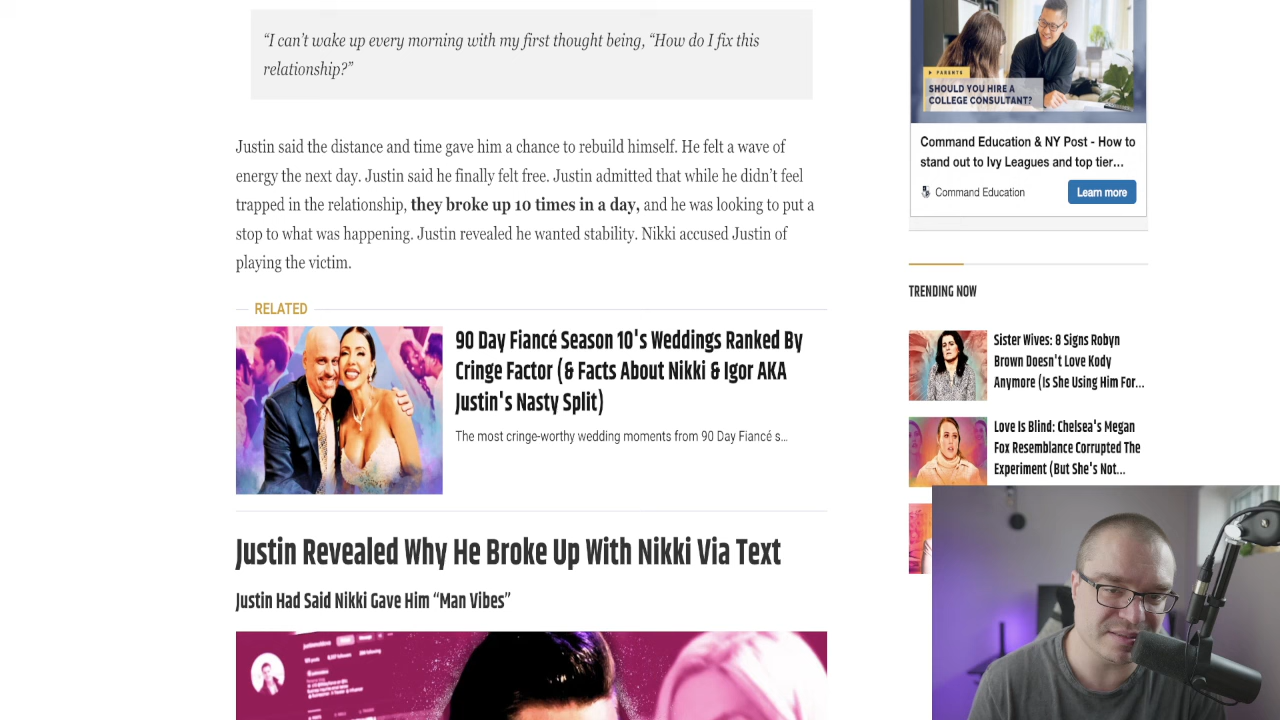 “I can’t wake up every morning with my first thought being, “How do I fix this
relationship?”
Justin said the distance and time gave him a chance to rebuild himself. He felt a wave of
energy the next day. Justin said he finally felt free. Justin admitted that while he didn’t feel
trapped in the relationship, they broke up 10 times in a day, and he was looking to put a
stop to what was happening. Justin revealed he wanted stability. Nikki accused Justin of
playing the victim.
RELATED
90 Day Fiancé Season 10's Weddings Ranked By
Cringe Factor (& Facts About Nikki & Igor AKA
Justin's Nasty Split)
The most cringe-worthy wedding moments from 90 Day Fiancé s...
Justin Revealed Why He Broke Up With Nikki Via Text
Justin Had Said Nikki Gave Him “Man Vibes”
PARENTS
SHOULD YOU HIRE A
COLLEGE CONSULTANT?
Command Education & NY Post - How to
stand out to Ivy Leagues and top tier...
Command Education
Learn more
TRENDING NOW
Sister Wives: 8 Signs Robyn
Brown Doesn't Love Kody
Anymore (Is She Using Him For...
Love Is Blind: Chelsea's Megan
Fox Resemblance Corrupted The
Experiment (But She's Not...